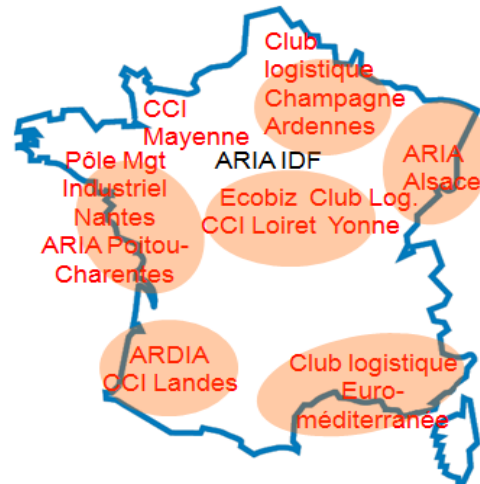 Club
logistique
Champagne
Ardennes
CCI
Mayenne
ARIA IDF
ARIA
Alsace
Pôle Mgt
Industriel
Nantes
ARIA Poitou-
Charentes
Ecobiz Club Log.
CCI Loiret Yonne
ARDIA
CCI Landes
Club logistique
Euro-
méditerranée